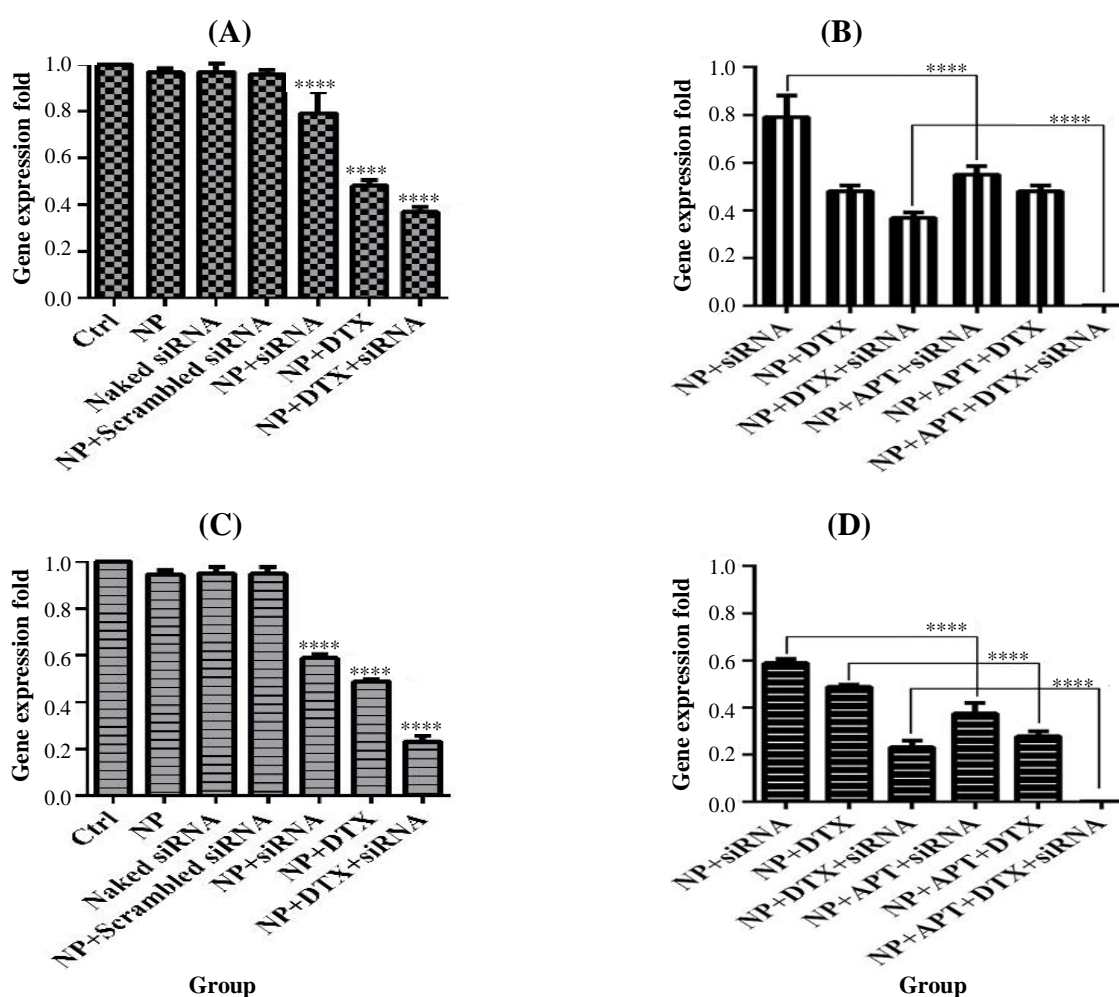 (A)
Gene expression fold
1.0
0.8
0.6
0.4
0.2
0.0
****
****
****
Ctrl
NP
Naked siRNA
NP+Scrambled siRNA
NP+siRNA
NP+DTX
NP+DTX+siRNA
(B)
Gene expression fold
1.0
0.8
0.6
0.4
0.2
0.0
****
****
NP+siRNA
NP+DTX
NP+DTX+siRNA
NP+APT+siRNA
NP+APT+DTX
NP+APT+DTX+siRNA
(C)
Gene expression fold
1.0
0.8
0.6
0.4
0.2
0.0
****
****
****
Ctrl
NP
Naked siRNA
NP+Scrambled siRNA
NP+siRNA
NP+DTX
NP+DTX+siRNA
Group
(D)
Gene expression fold
1.0
0.8
0.6
0.4
0.2
0.0
****
****
****
NP+siRNA
NP+DTX
NP+DTX+siRNA
NP+APT+siRNA
NP+APT+DTX
NP+APT+DTX+siRNA
Group